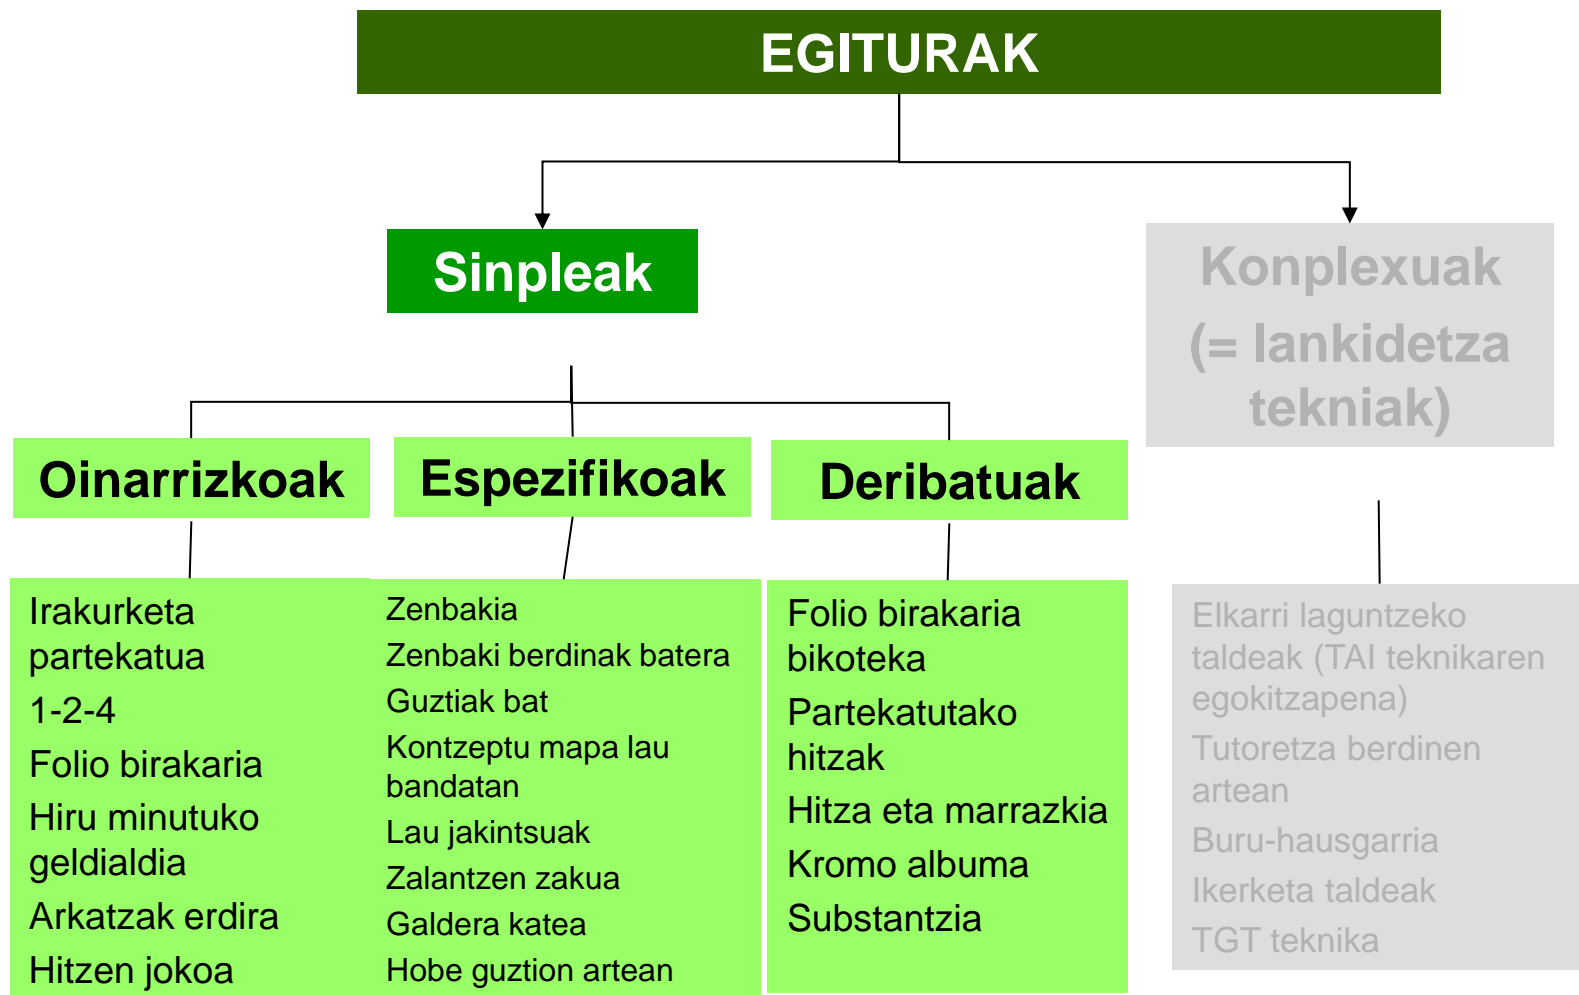 EGITURAK
Sinpleak
Konplexuak
(= lankidetza
tekniak)
Oinarrizkoak
Espezifikoak
Deribatuak
Irakurketa
partekatua
1-2-4
Folio birakaria
Hiru minutuko
geldialdia
Arkatzak erdira
Hitzen jokoa
Zenbakia
Zenbaki berdinak batera
Guztiak bat
Kontzeptu mapa lau
bandatan
Lau jakintsuak
Zalantzen zakua
Galdera katea
Hobe guztion artean
Folio birakaria
bikoteka
Partekatutako
hitzak
Hitza eta marrazkia
Kromo albuma
Substantzia
Elkarri laguntzeko
taldeak (TAI teknikaren
egokitzapena)
Tutoretza berdinen
artean
Buru-hausgarria
Ikerketa taldeak
TGT teknika